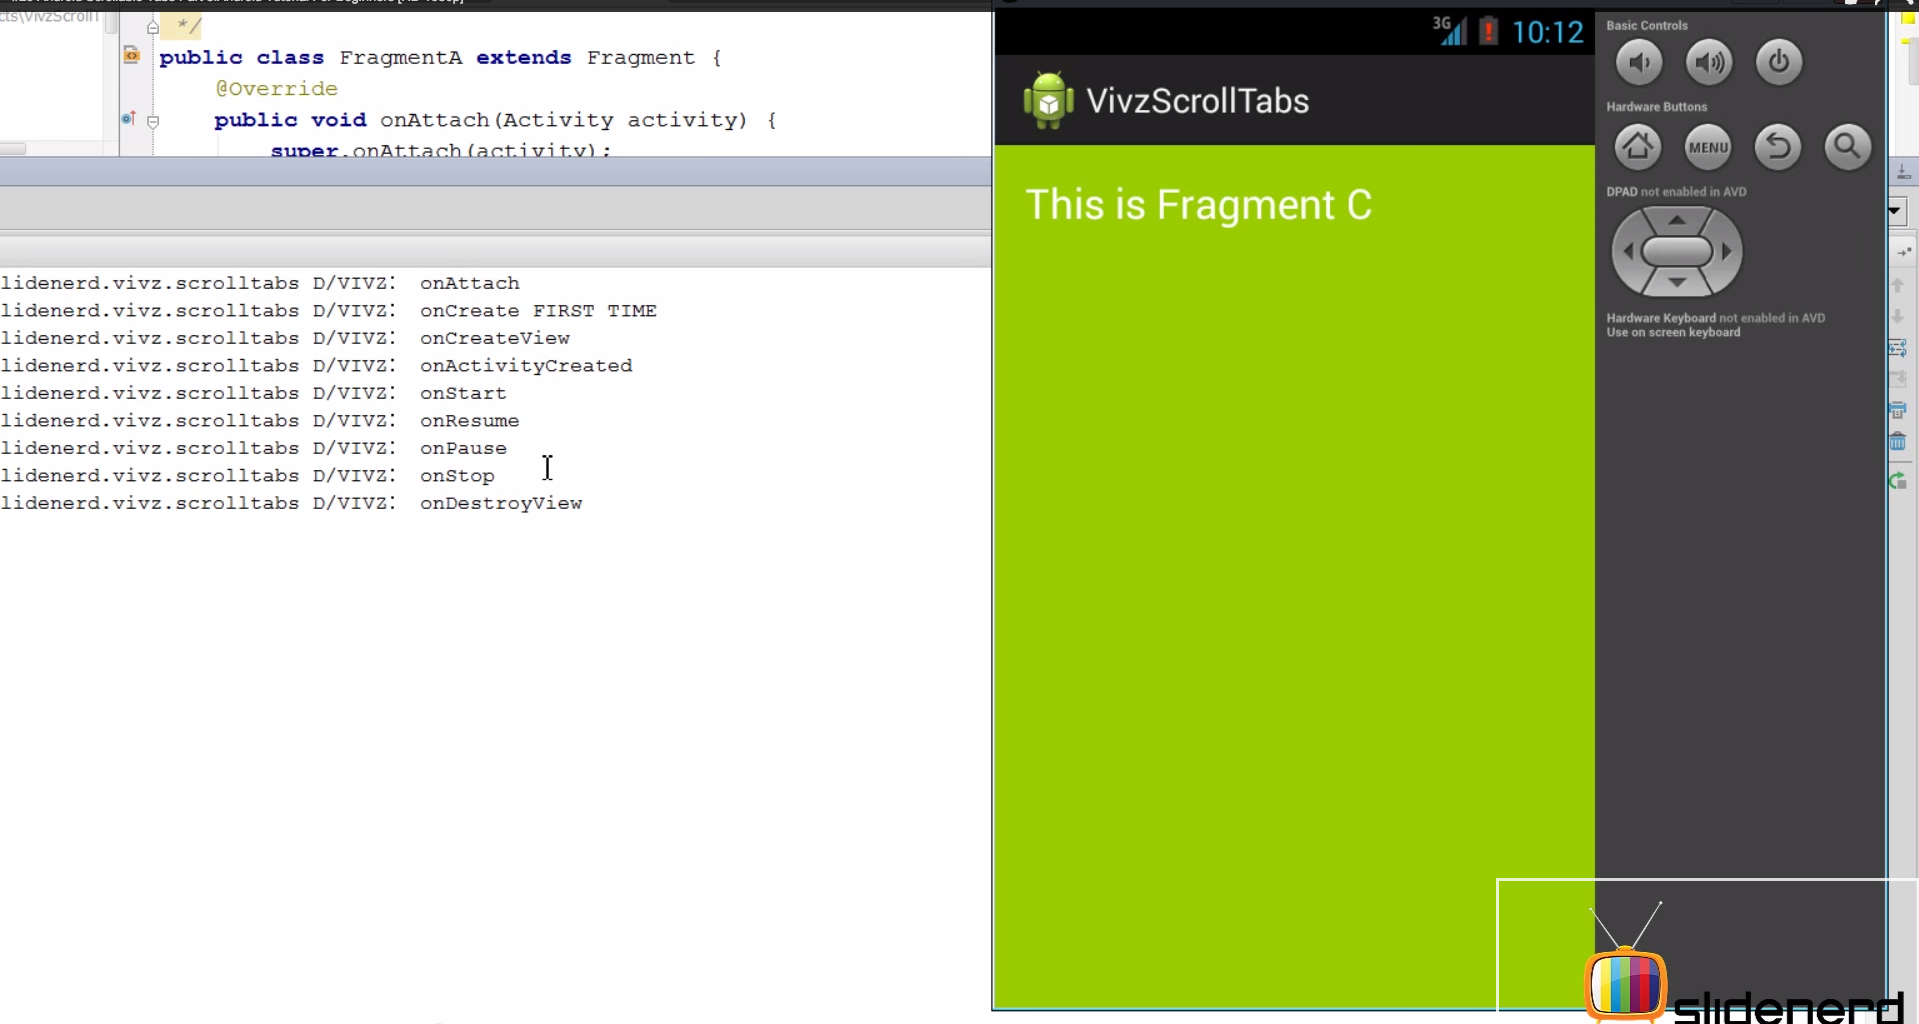 cts\VivzScrollT
*/
public class FragmentA extends Fragment {
@Override
public void onAttach(Activity activity) {
super.onAttach(activity);
lidenerd.vivz.scrolltabs D/VIVZ: onAttach
lidenerd.vivz.scrolltabs D/VIVZ: onCreate FIRST TIME
lidenerd.vivz.scrolltabs D/VIVZ: onCreateView
lidenerd.vivz.scrolltabs D/VIVZ: onActivityCreated
lidenerd.vivz.scrolltabs D/VIVZ: onStart
lidenerd.vivz.scrolltabs D/VIVZ: onResume
lidenerd.vivz.scrolltabs D/VIVZ: onPause
lidenerd.vivz.scrolltabs D/VIVZ: onStop
lidenerd.vivz.scrolltabs D/VIVZ: onDestroyView
3G 10:12
VivzScrollTabs
This is Fragment C
Basic Controls
Hardware Buttons
MENU
DPAD not enabled in AVD
Hardware Keyboard not enabled in AVD
Use on screen keyboard
slidenerd